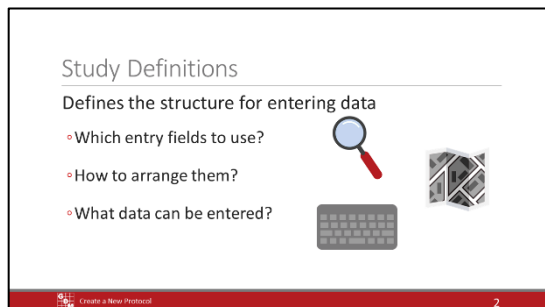 Study Definitions
Defines the structure for entering data
◦Which entry fields to use?
◦How to arrange them?
◦What data can be entered?
Create a New Protocol
2